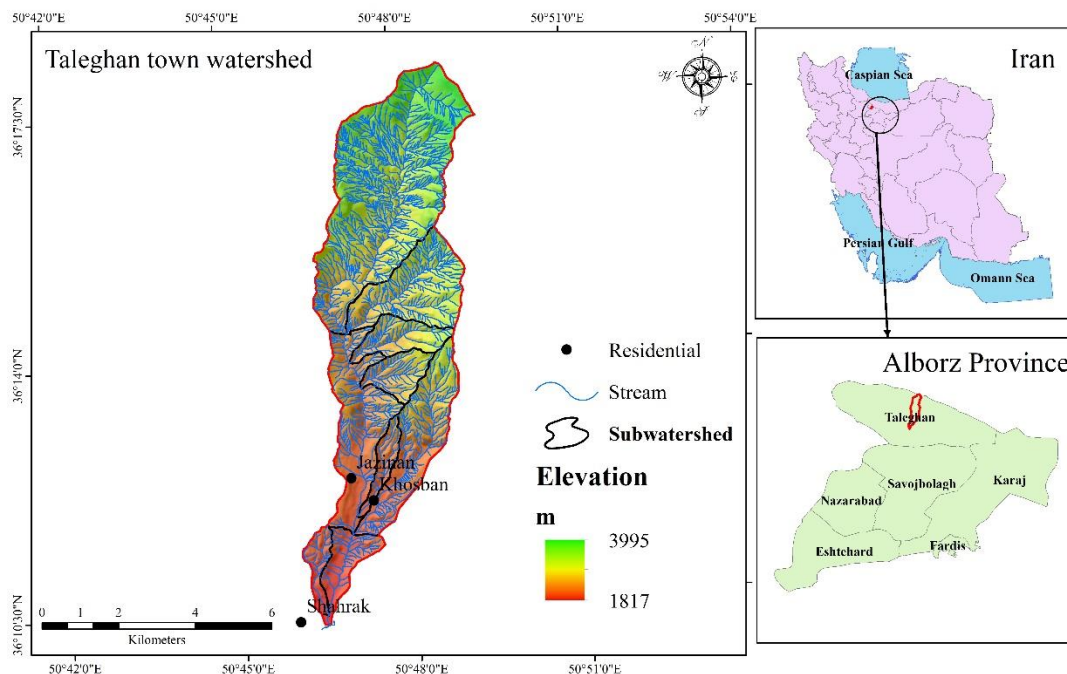 50°42'0"E
50°45'0"E
50°48'0"E
50°51'0"E
50°54'0"E
Taleghan town watershed
N
W
E
S
36°17'30"N
36°14'0"N
36°10'30"N
Jazinan
Khosban
Shahrak
Residential
Stream
Subwatershed
Elevation
m
3995
1817
0 1 2 4 6
Kilometers
50°42'0"E
50°45'0"E
50°48'0"E
50°51'0"E
Iran
Caspian Sea
Persian Gulf
Omann Sea
Alborz Province
Taleghan
Savojbolagh
Karaj
Nazarabad
Eshtehard
Fardis